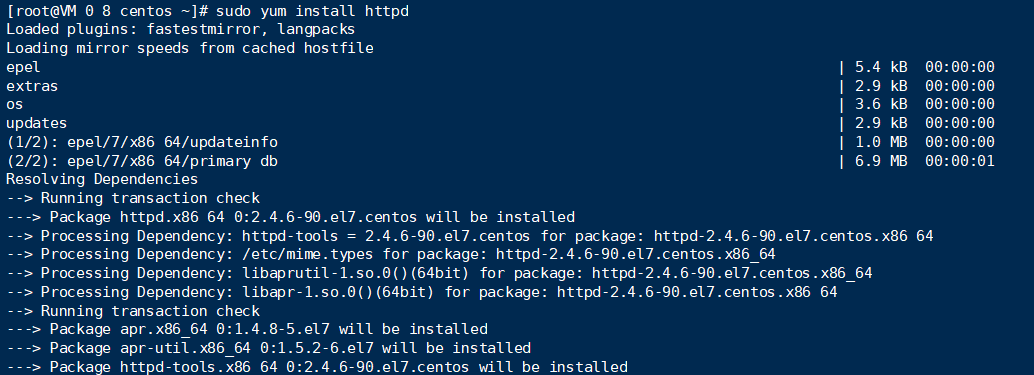 [root@VM 0 8 centos ~]# sudo yum install httpd
Loaded plugins: fastestmirror, langpacks
Loading mirror speeds from cached hostfile
epel | 5.4 kB 00:00:00
extras | 2.9 kB 00:00:00
os | 3.6 kB 00:00:00
updates | 2.9 kB 00:00:00
(1/2): epel/7/x86 64/updateinfo | 1.0 MB 00:00:00
(2/2): epel/7/x86 64/primary db | 6.9 MB 00:00:01
Resolving Dependencies
--> Running transaction check
---> Package httpd.x86 64 0:2.4.6-90.el7.centos will be installed
--> Processing Dependency: httpd-tools = 2.4.6-90.el7.centos for package: httpd-2.4.6-90.el7.centos.x86 64
--> Processing Dependency: /etc/mime.types for package: httpd-2.4.6-90.el7.centos.x86_64
--> Processing Dependency: libaprutil-1.so.0()(64bit) for package: httpd-2.4.6-90.el7.centos.x86_64
--> Processing Dependency: libapr-1.so.0()(64bit) for package: httpd-2.4.6-90.el7.centos.x86 64
--> Running transaction check
---> Package apr.x86_64 0:1.4.8-5.el7 will be installed
---> Package apr-util.x86_64 0:1.5.2-6.el7 will be installed
---> Package httpd-tools.x86 64 0:2.4.6-90.el7.centos will be installed